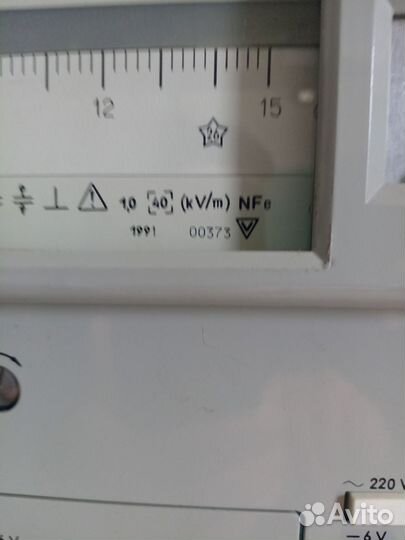 12 15
26
1,0 [40] (kV/m) NFe
1991 00373
~ 220 V
—6 V
Avito